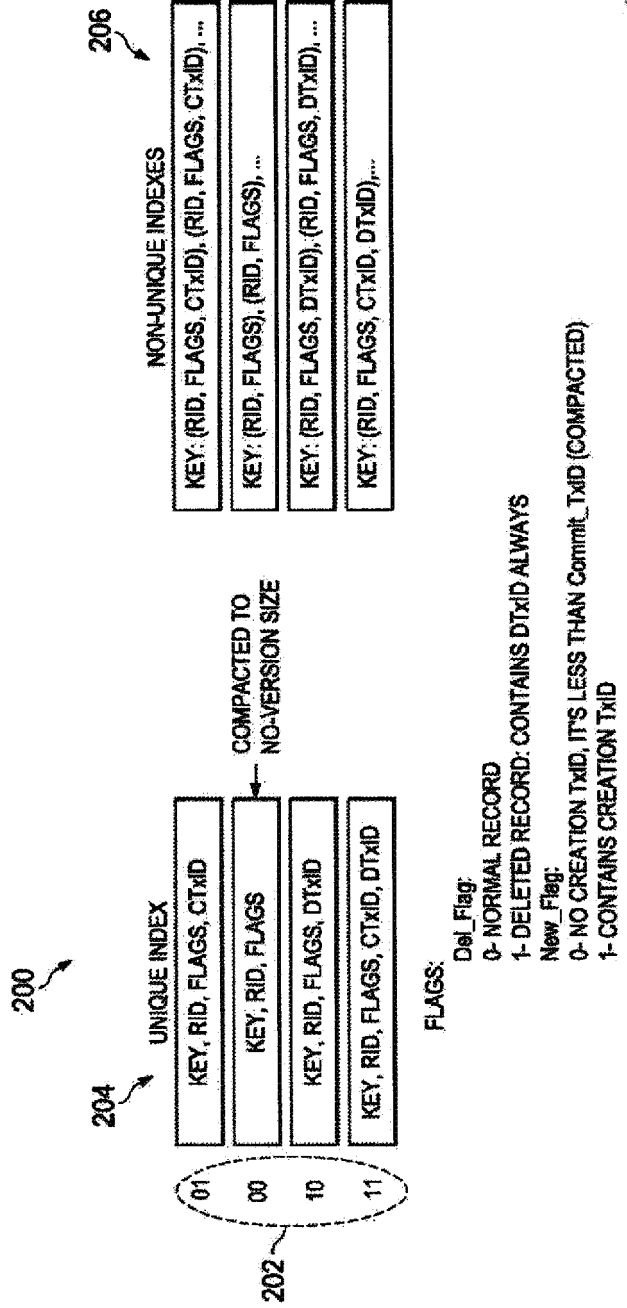 200
204
UNIQUE INDEX
NON-UNIQUE INDEXES
206
01
KEY, RID, FLAGS, CTxID
KEY: (RID, FLAGS, CTxID), (RID, FLAGS, CTxID), ...
00
KEY, RID, FLAGS
COMPACTED TO
NO-VERSION SIZE
KEY: (RID, FLAGS), (RID, FLAGS), ...
10
KEY, RID, FLAGS, DTxID
KEY: (RID, FLAGS, DTxID), (RID, FLAGS, DTxID), ...
11
KEY, RID, FLAGS, CTxID, DTxID
KEY: (RID, FLAGS, CTxID, DTxID),...
202
FLAGS:
Del_Flag:
0- NORMAL RECORD
1- DELETED RECORD: CONTAINS DTxID ALWAYS
New_Flag:
0- NO CREATION TxID, IT'S LESS THAN Commit_TxID (COMPACTED)
1- CONTAINS CREATION TxID